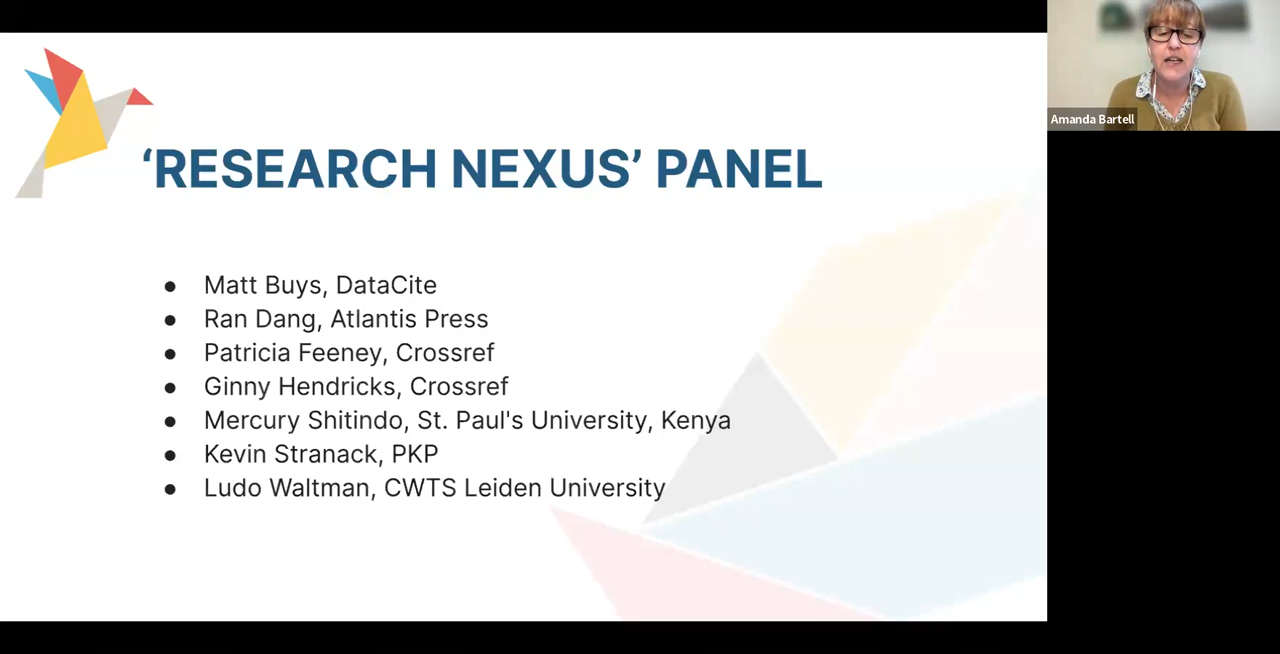 ‘RESEARCH NEXUS’ PANEL
● Matt Buys, DataCite
● Ran Dang, Atlantis Press
● Patricia Feeney, Crossref
● Ginny Hendricks, Crossref
● Mercury Shitindo, St. Paul's University, Kenya
● Kevin Stranack, PKP
● Ludo Waltman, CWTS Leiden University
Amanda Bartell